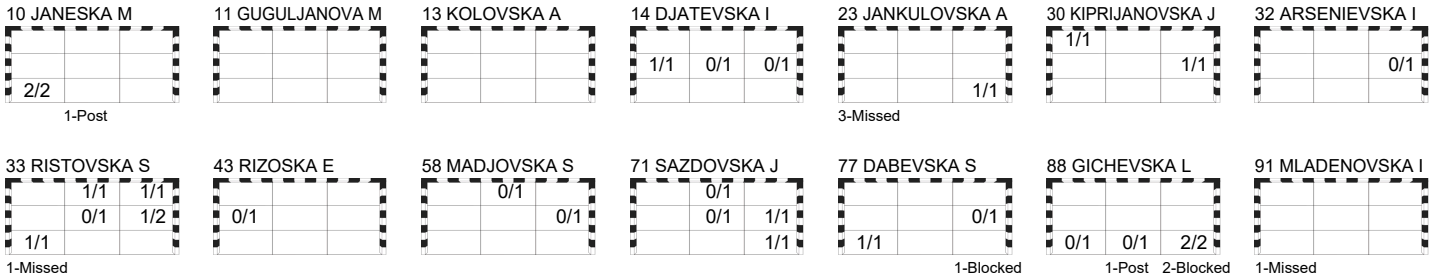 10 JANESKA M 11 GUGULJANOVA M 13 KOLOVSKA A 14 DJATEVSKA I 23 JANKULOVSKA A 30 KIPRIJANOVSKA J 32 ARSENIEVSKA I
1/1
1/1 0/1 0/1 1/1 0/1
2/2 1/1
1-Post 3-Missed
33 RISTOVSKA S 43 RIZOSKA E 58 MADJOVSKA S 71 SAZDOVSKA J 77 DABEVSKA S 88 GICHEVSKA L 91 MLADENOVSKA I
1/1 1/1 0/1 0/1
0/1 1/2 0/1 0/1 0/1 1/1 0/1
1/1 1/1 1/1 0/1 0/1 2/2
1-Missed 1-Blocked 1-Post 2-Blocked 1-Missed